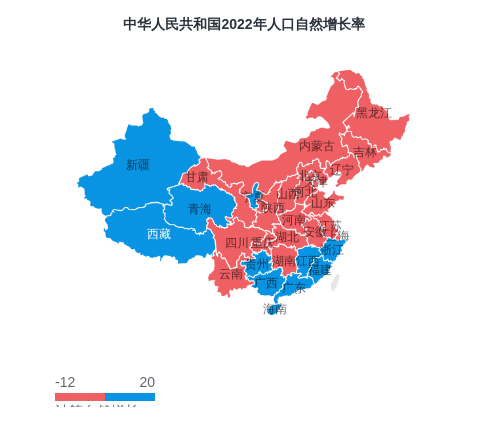 中华人民共和国2022年人口自然增长率
黑龙江
内蒙古
吉林
新疆
辽宁
甘肃
北京
天津
河北
山西
宁夏
山东
青海
陕西
河南
江苏
安徽
上海
西藏
湖北
四川
重庆
浙江
湖南
江西
贵州
福建
云南
广西
广东
海南
-12 20